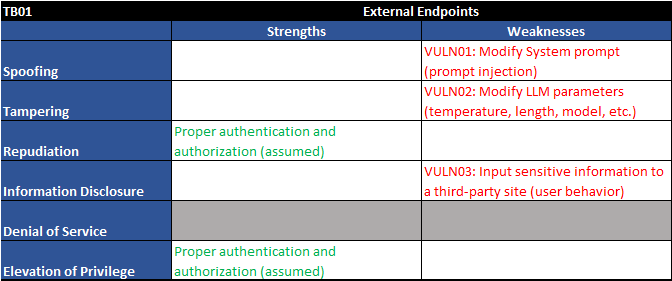 TB01 External Endpoints
Strengths Weaknesses
Spoofing
VULN01: Modify System prompt
(prompt injection)
Tampering
VULN02: Modify LLM parameters
(temperature, length, model, etc.)
Repudiation
Proper authentication and
authorization (assumed)
Information Disclosure
VULN03: Input sensitive information to
a third-party site (user behavior)
Denial of Service
Elevation of Privilege
Proper authentication and
authorization (assumed)